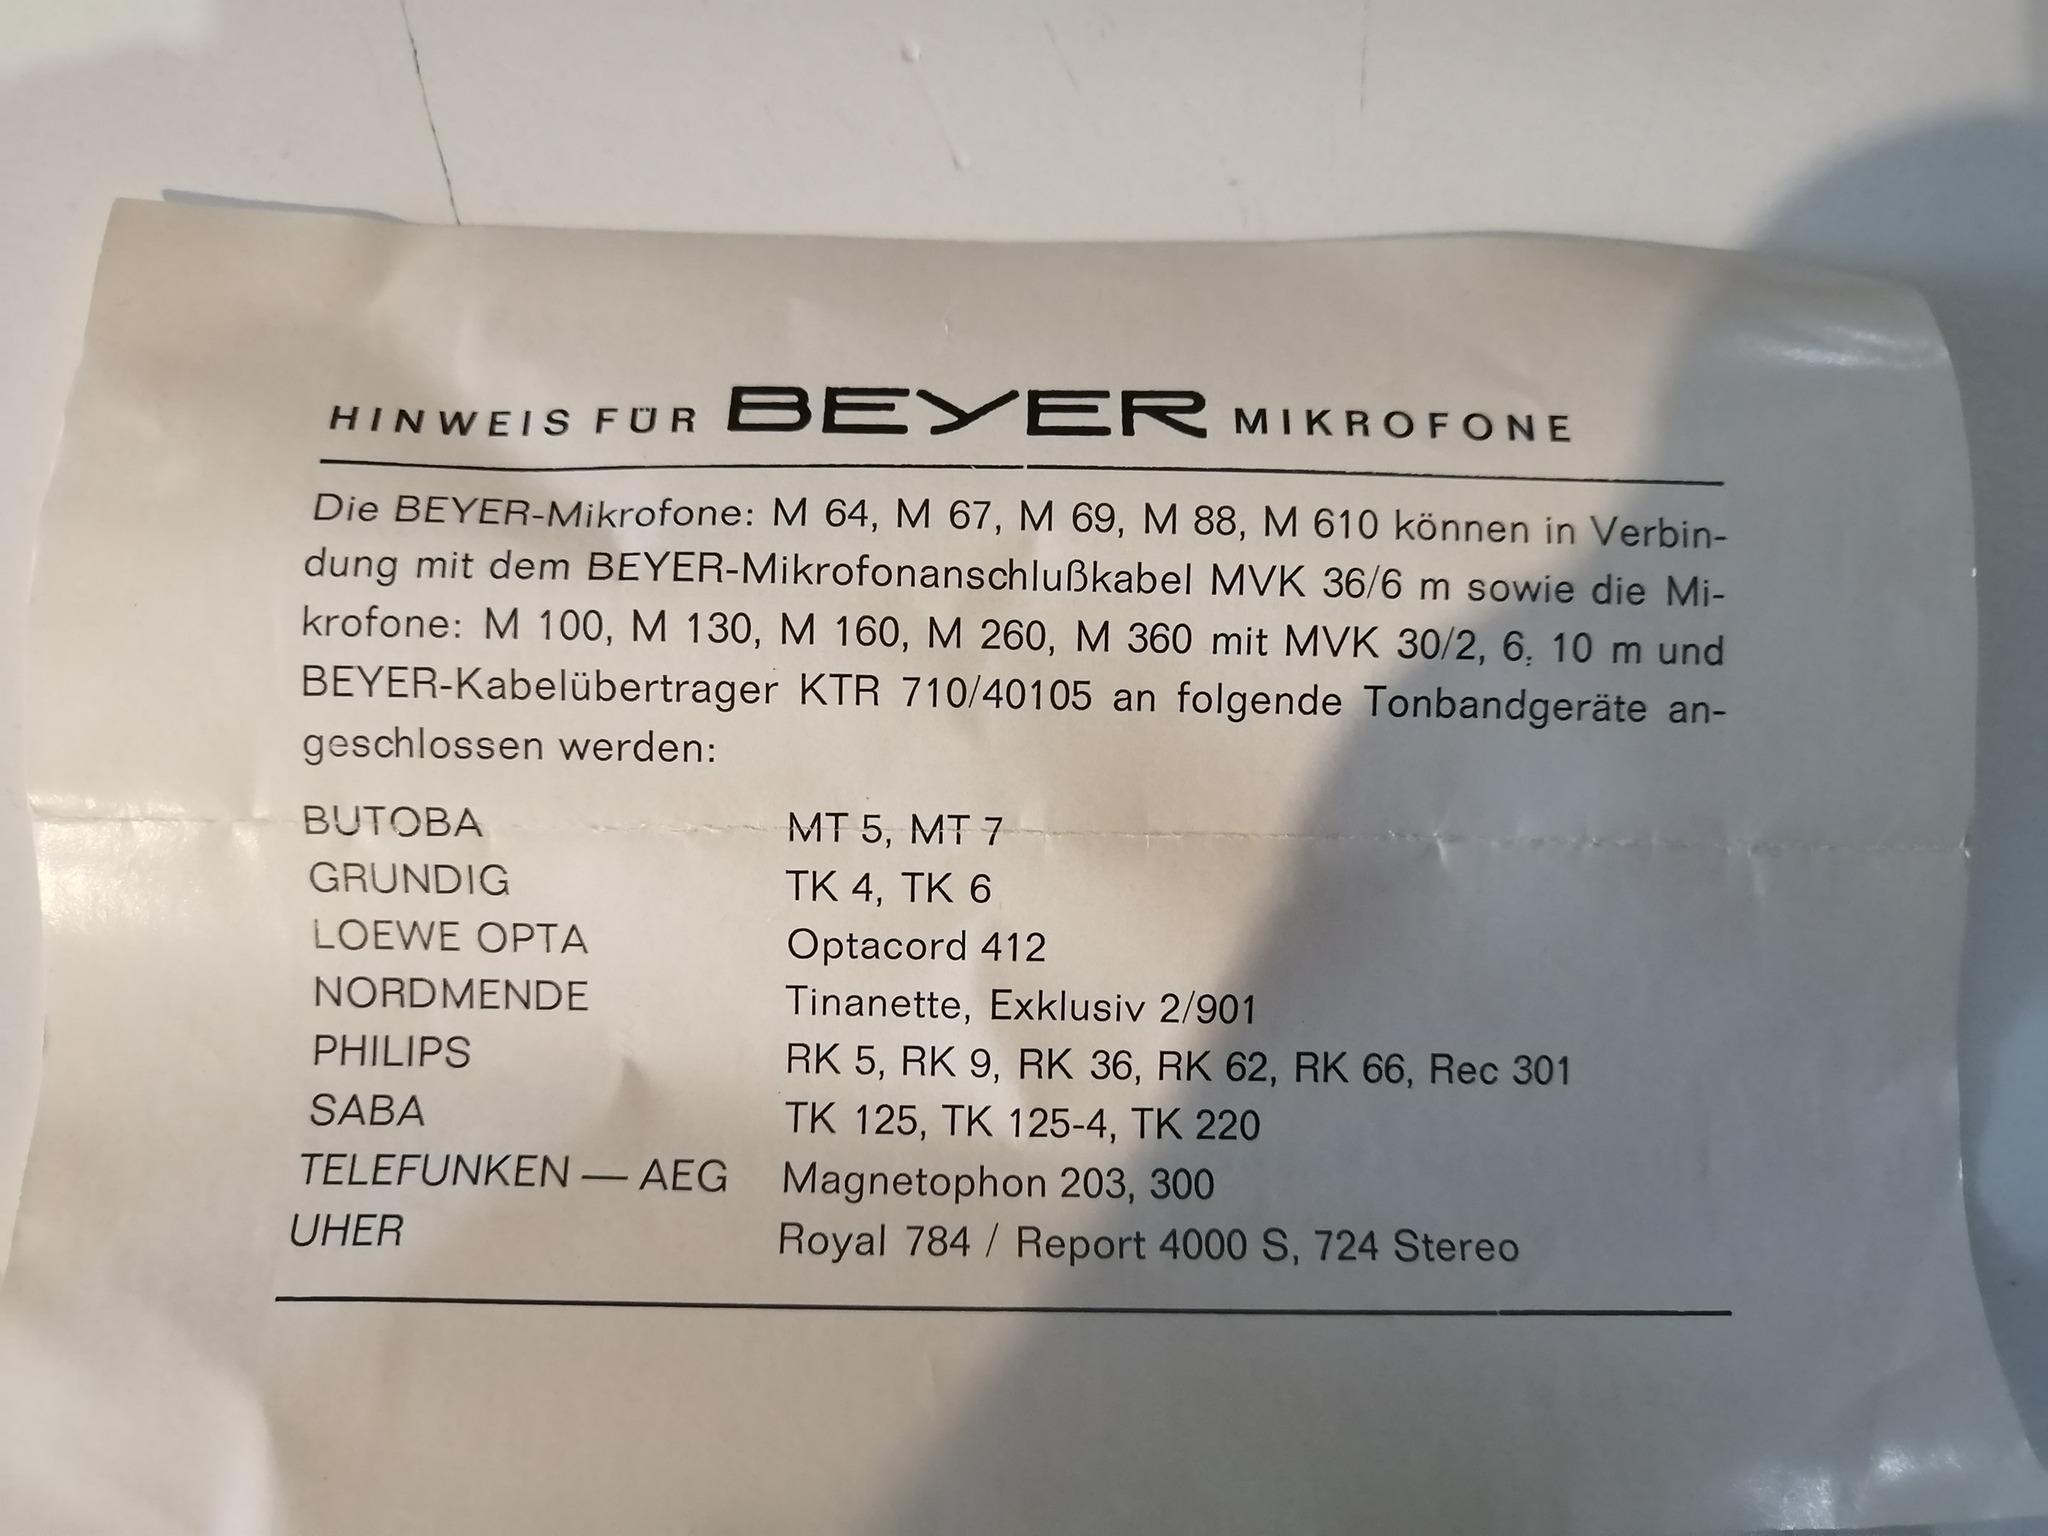 HINWEIS FÜR BEYER MIKROFONE
Die BEYER-Mikrofone: M 64, M 67, M 69, M 88, M 610 können in Verbin-
dung mit dem BEYER-Mikrofonanschlußkabel MVK 36/6 m sowie die Mi-
krofone: M 100, M 130, M 160, M 260, M 360 mit MVK 30/2, 6, 10 m und
BEYER-Kabelübertrager KTR 710/40105 an folgende Tonbandgeräte an-
geschlossen werden:
BUTOBA MT 5, MT 7
GRUNDIG TK 4, TK 6
LOEWE OPTA Optacord 412
NORDMENDE Tinanette, Exklusiv 2/901
PHILIPS RK 5, RK 9, RK 36, RK 62, RK 66, Rec 301
SABA TK 125, TK 125-4, TK 220
TELEFUNKEN — AEG Magnetophon 203, 300
UHER Royal 784 / Report 4000 S, 724 Stereo